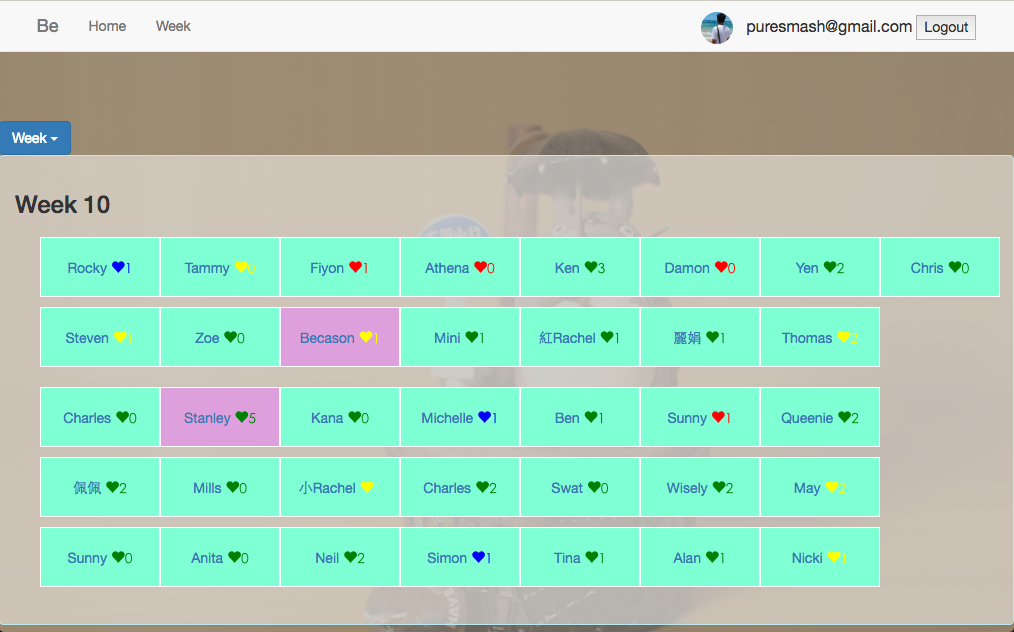 Be Home Week puresmash@gmail.com Logout
Week
Week 10
Rocky ♥1 Tammy ♥0 Fiyon ♥1 Athena ♥0 Ken ♥3 Damon ♥0 Yen ♥2 Chris ♥0
Steven ♥1 Zoe ♥0 Becason ♥1 Mini ♥1 紅Rachel ♥1 麗娟 ♥1 Thomas ♥2
Charles ♥0 Stanley ♥5 Kana ♥0 Michelle ♥1 Ben ♥1 Sunny ♥1 Queenie ♥2
佩佩 ♥2 Mills ♥0 小Rachel ♥ Charles ♥2 Swat ♥0 Wisely ♥2 May ♥2
Sunny ♥0 Anita ♥0 Neil ♥2 Simon ♥1 Tina ♥1 Alan ♥1 Nicki ♥1